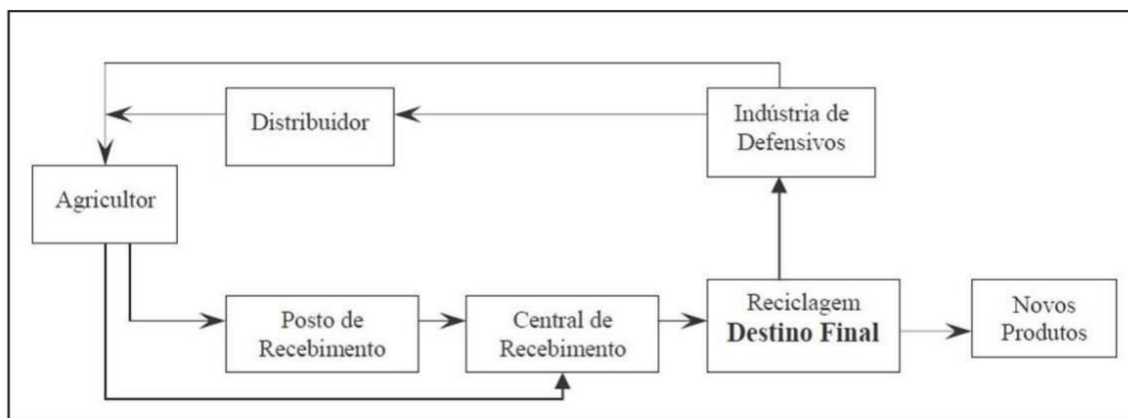 Indústria de
Defensivos
Distribuidor
Agricultor
Posto de
Recebimento
Central de
Recebimento
Reciclagem
Destino Final
Novos
Produtos